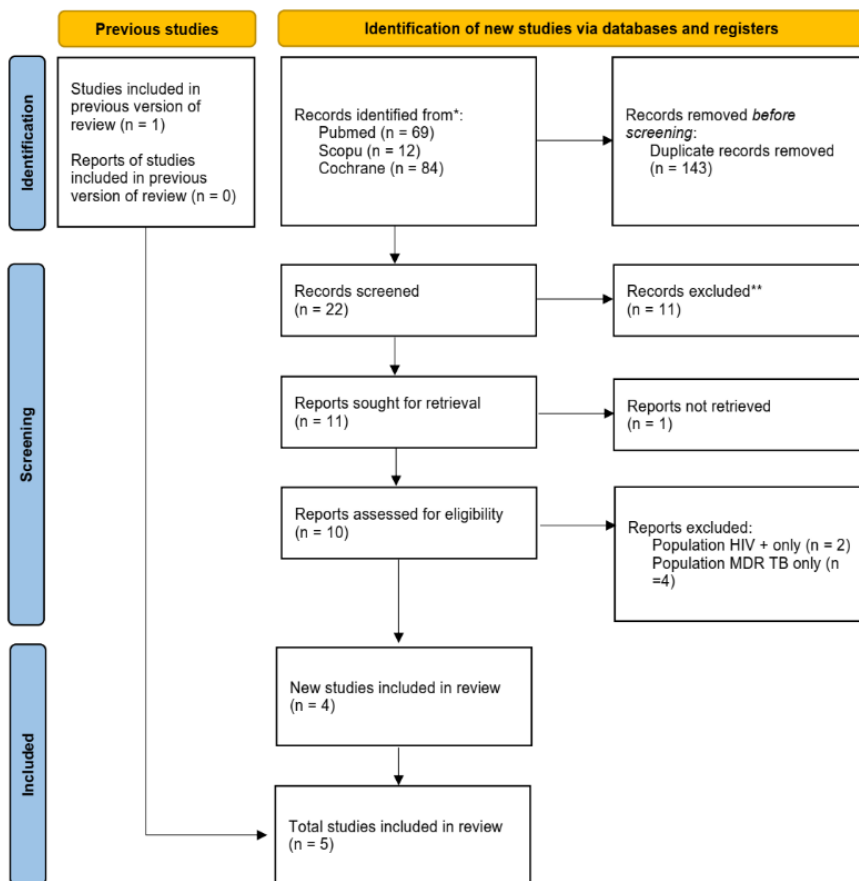 Previous studies
Identification of new studies via databases and registers
Identification
Studies included in
previous version of
review (n = 1)
Reports of studies
included in previous
version of review (n = 0)
Records identified from*:
Pubmed (n = 69)
Scopu (n = 12)
Cochrane (n = 84)
Records removed before
screening:
Duplicate records removed
(n = 143)
Screening
Records screened
(n = 22)
Records excluded**
(n = 11)
Reports sought for retrieval
(n = 11)
Reports not retrieved
(n = 1)
Reports assessed for eligibility
(n = 10)
Reports excluded:
Population HIV + only (n = 2)
Population MDR TB only (n
=4)
Included
New studies included in review
(n = 4)
Total studies included in review
(n = 5)